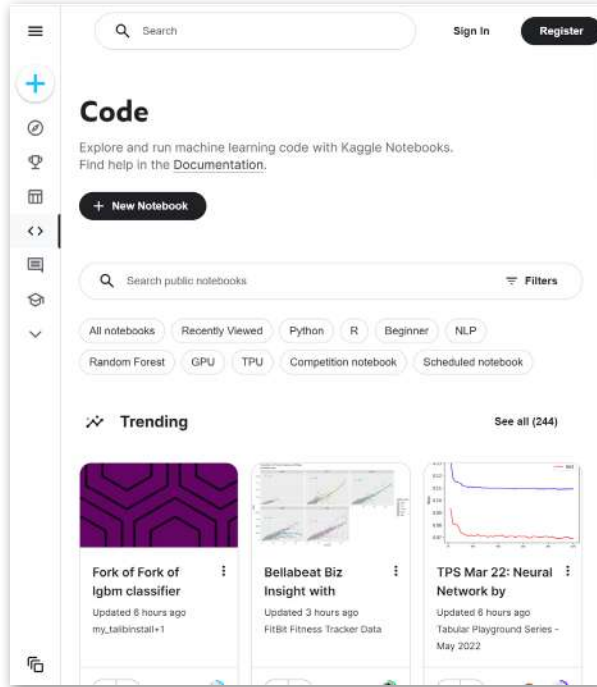 Search
Sign In
Register
Code
Explore and run machine learning code with Kaggle Notebooks.
Find help in the Documentation.
+ New Notebook
Search public notebooks
Filters
All notebooks
Recently Viewed
Python
R
Beginner
NLP
Random Forest
GPU
TPU
Competition notebook
Scheduled notebook
Trending
See all (244)
Fork of Fork of
lgbm classifier
Updated 6 hours ago
my_talibinstall+1
Bellabeat Biz
Insight with
Updated 3 hours ago
FitBit Fitness Tracker Data
TPS Mar 22: Neural
Network by
Updated 6 hours ago
Tabular Playground Series -
May 2022